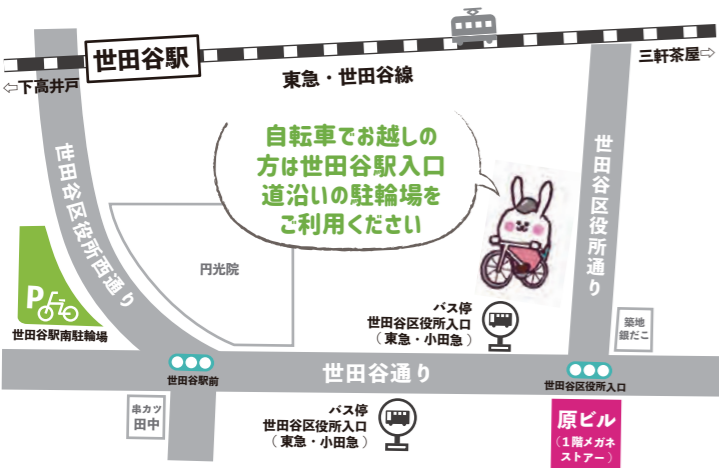 世田谷駅
⇦下高井戸
東急・世田谷線
三軒茶屋⇨
自転車でお越しの
方は世田谷駅入口
道沿いの駐輪場を
ご利用ください
世田谷区役所西通り
世田谷区役所通り
円光院
P
世田谷駅南駐輪場
バス停
世田谷区役所入口
（東急・小田急）
築地
銀だこ
世田谷駅前
世田谷通り
世田谷区役所入口
串カツ
田中
バス停
世田谷区役所入口
（東急・小田急）
原ビル
（１階メガネ
ストアー）